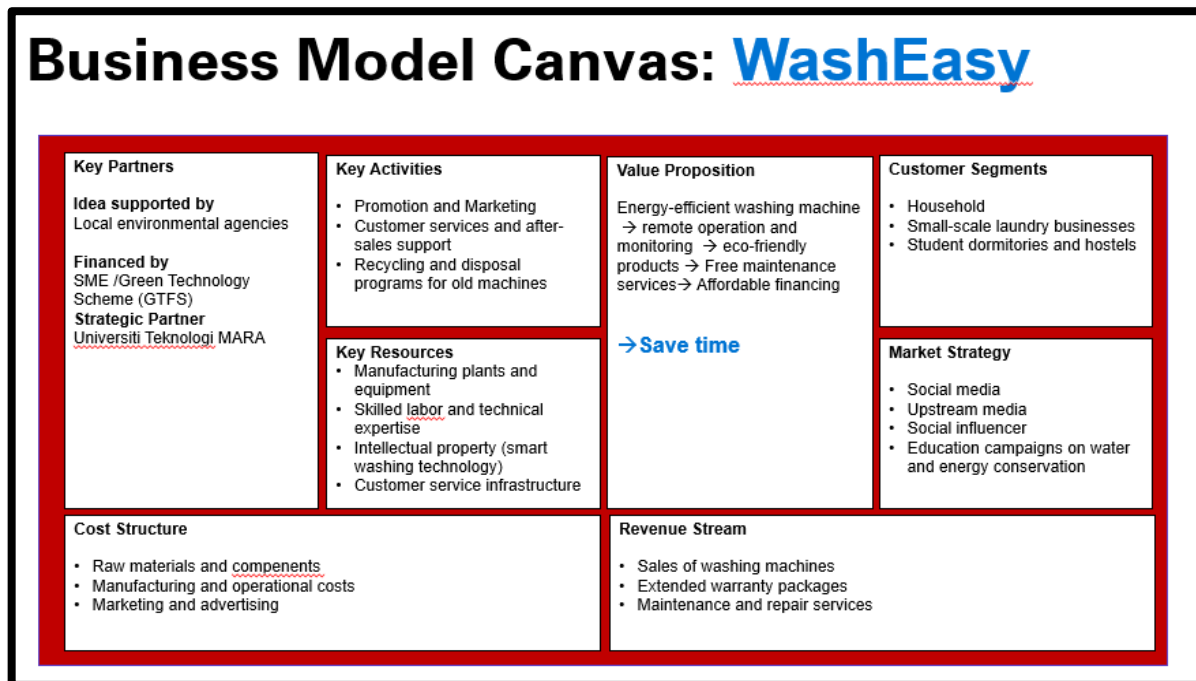 Business Model Canvas: WashEasy
Key Partners
Idea supported by
Local environmental agencies
Financed by
SME /Green Technology
Scheme (GTFS)
Strategic Partner
Universiti Teknologi MARA
Key Activities
• Promotion and Marketing
• Customer services and after-
sales support
• Recycling and disposal
programs for old machines
Key Resources
• Manufacturing plants and
equipment
• Skilled labor and technical
expertise
• Intellectual property (smart
washing technology)
• Customer service infrastructure
Value Proposition
Energy-efficient washing machine
→ remote operation and
monitoring → eco-friendly
products → Free maintenance
services→ Affordable financing
→Save time
Customer Segments
• Household
• Small-scale laundry businesses
• Student dormitories and hostels
Market Strategy
• Social media
• Upstream media
• Social influencer
• Education campaigns on water
and energy conservation
Cost Structure
• Raw materials and compenents
• Manufacturing and operational costs
• Marketing and advertising
Revenue Stream
• Sales of washing machines
• Extended warranty packages
• Maintenance and repair services